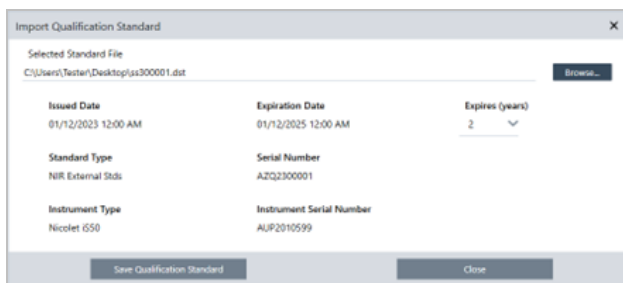 Import Qualification Standard
Selected Standard File
C:\Users\Tester\Desktop\ss300001.dst
Browse...
Issued Date Expiration Date Expires (years)
01/12/2023 12:00 AM 01/12/2025 12:00 AM 2
Standard Type Serial Number
NIR External Stds AZQ2300001
Instrument Type Instrument Serial Number
Nicolet iS50 AUP2010599
Save Qualification Standard Close